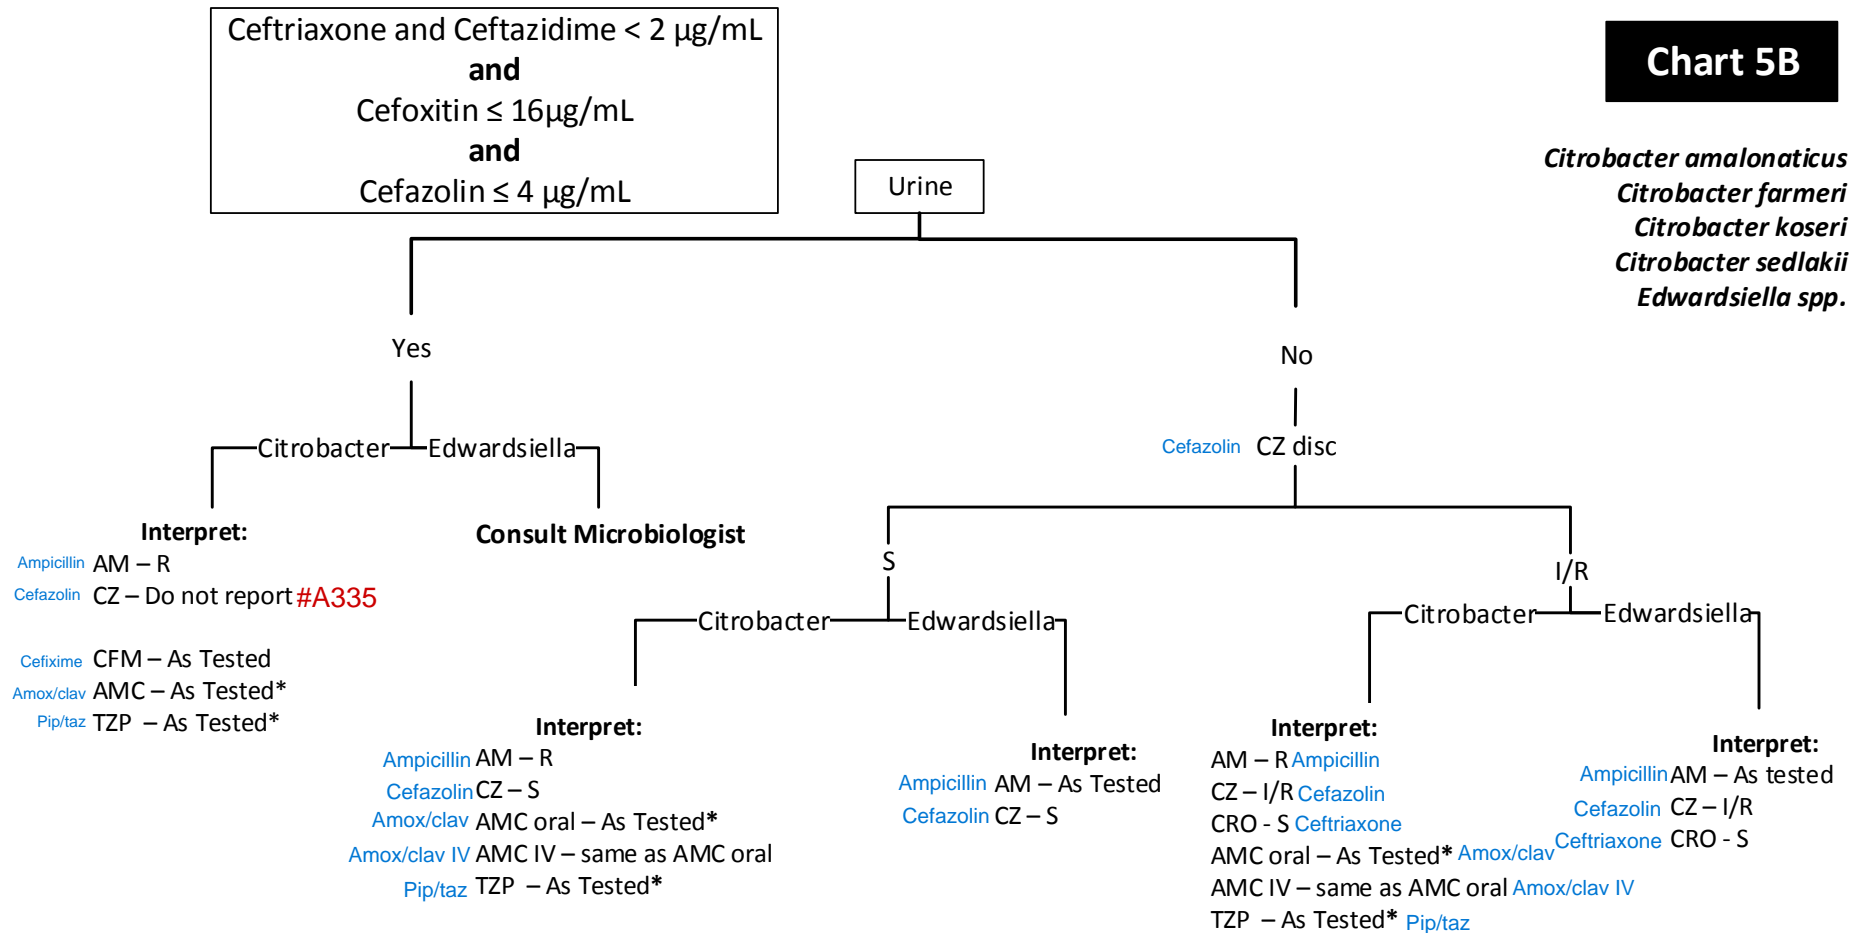 Ceftriaxone and Ceftazidime < 2 µg/mL
and
Cefoxitin ≤ 16µg/mL
and
Cefazolin ≤ 4 µg/mL
Chart 5B
Citrobacter amalonaticus
Citrobacter farmeri
Citrobacter koseri
Citrobacter sedlakii
Edwardsiella spp.
Urine
Yes
No
Citrobacter
Edwardsiella
Cefazolin CZ disc
Interpret:
Ampicillin AM – R
Cefazolin CZ – Do not report #A335
Cefixime CFM – As Tested
Amox/clav AMC – As Tested*
Pip/taz TZP – As Tested*
Consult Microbiologist
S
I/R
Citrobacter
Edwardsiella
Citrobacter
Edwardsiella
Interpret:
Ampicillin AM – R
Cefazolin CZ – S
Amox/clav AMC oral – As Tested*
Amox/clav IV AMC IV – same as AMC oral
Pip/taz TZP – As Tested*
Interpret:
Ampicillin AM – As Tested
Cefazolin CZ – S
Interpret:
AM – R Ampicillin
CZ – I/R Cefazolin
CRO - S Ceftriaxone
AMC oral – As Tested* Amox/clav
AMC IV – same as AMC oral Amox/clav IV
TZP – As Tested* Pip/taz
Interpret:
Ampicillin AM – As tested
Cefazolin CZ – I/R
Ceftriaxone CRO - S